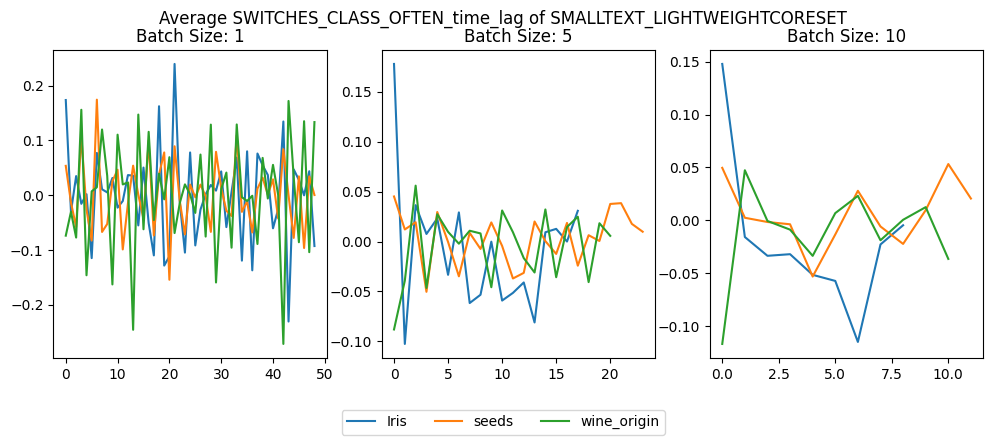 Average SWITCHES_CLASS_OFTEN_time_lag of SMALLTEXT_LIGHTWEIGHTCORESET
Batch Size: 1
0.2
0.1
0.0
−0.1
−0.2
0 10 20 30 40 50
Batch Size: 5
0.15
0.10
0.05
0.00
−0.05
−0.10
0 5 10 15 20
Batch Size: 10
0.15
0.10
0.05
0.00
−0.05
−0.10
0.0 2.5 5.0 7.5 10.0
Iris seeds wine_origin